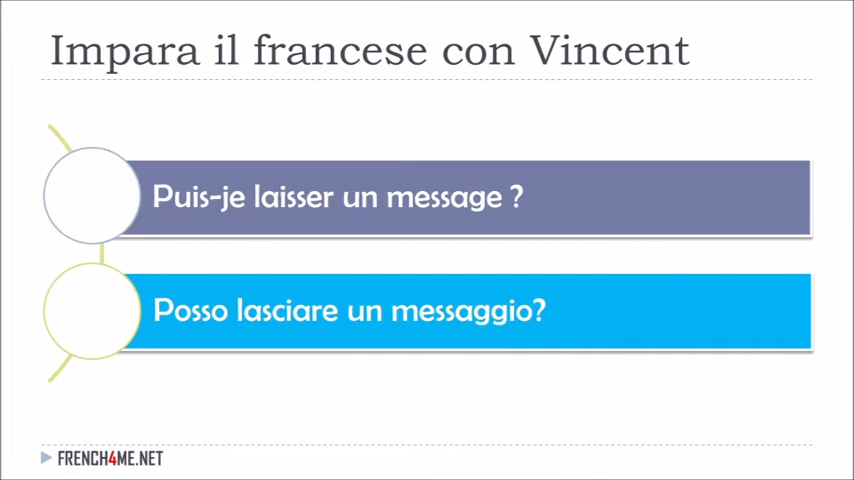 Impara il francese con Vincent
Puis-je laisser un message ?
Posso lasciare un messaggio?
FRENCH4ME.NET